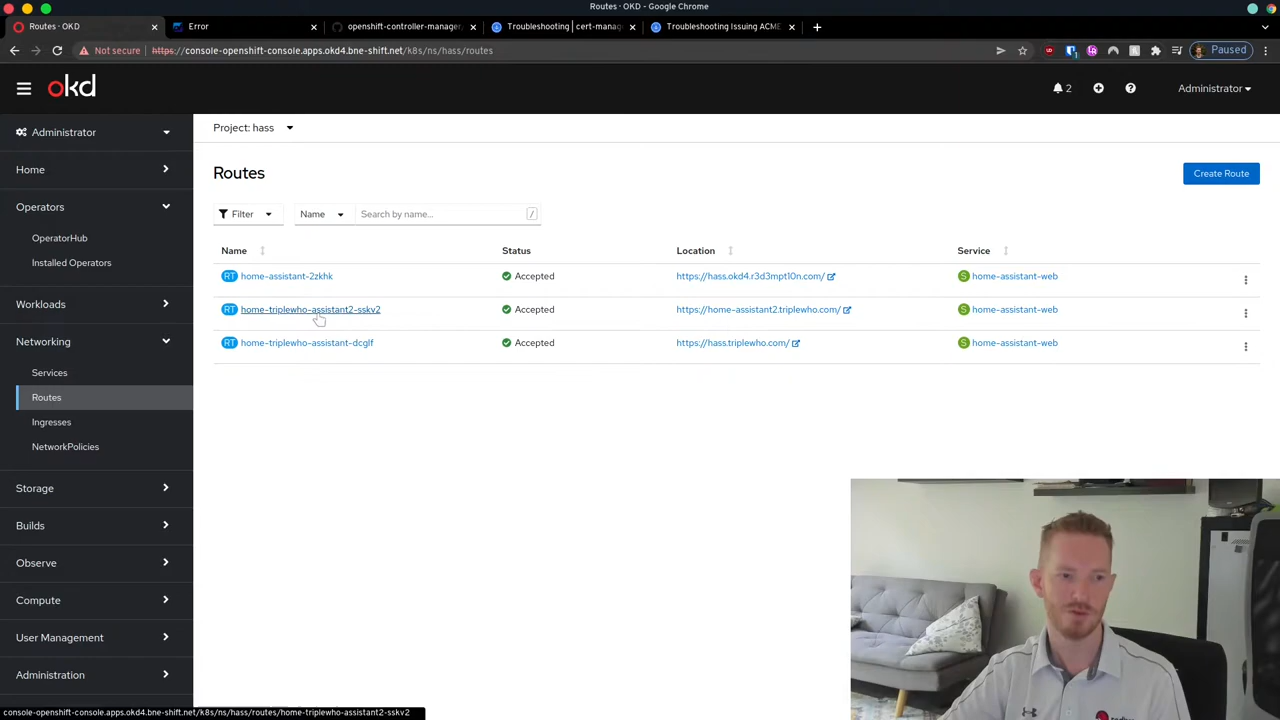 Routes · OKD - Google Chrome
Routes · OKD
Error
openshift-controller-manager
Troubleshooting | cert-manag
Troubleshooting Issuing ACME
Not secure
https://console-openshift-console.apps.okd4.bne-shift.net/k8s/ns/hass/routes
Paused
okd
2
Administrator
Administrator
Home
Operators
OperatorHub
Installed Operators
Workloads
Networking
Services
Routes
Ingresses
NetworkPolicies
Storage
Builds
Observe
Compute
User Management
Administration
Project: hass
Routes
Create Route
Filter
Name
Search by name...
/
Name
Status
Location
Service
RT home-assistant-2zkhk
Accepted
https://hass.okd4.r3d3mpt10n.com/
S home-assistant-web
RT home-triplewho-assistant2-sskv2
Accepted
https://home-assistant2.triplewho.com/
S home-assistant-web
RT home-triplewho-assistant-dcglf
Accepted
https://hass.triplewho.com/
S home-assistant-web
console-openshift-console.apps.okd4.bne-shift.net/k8s/ns/hass/routes/home-triplewho-assistant2-sskv2